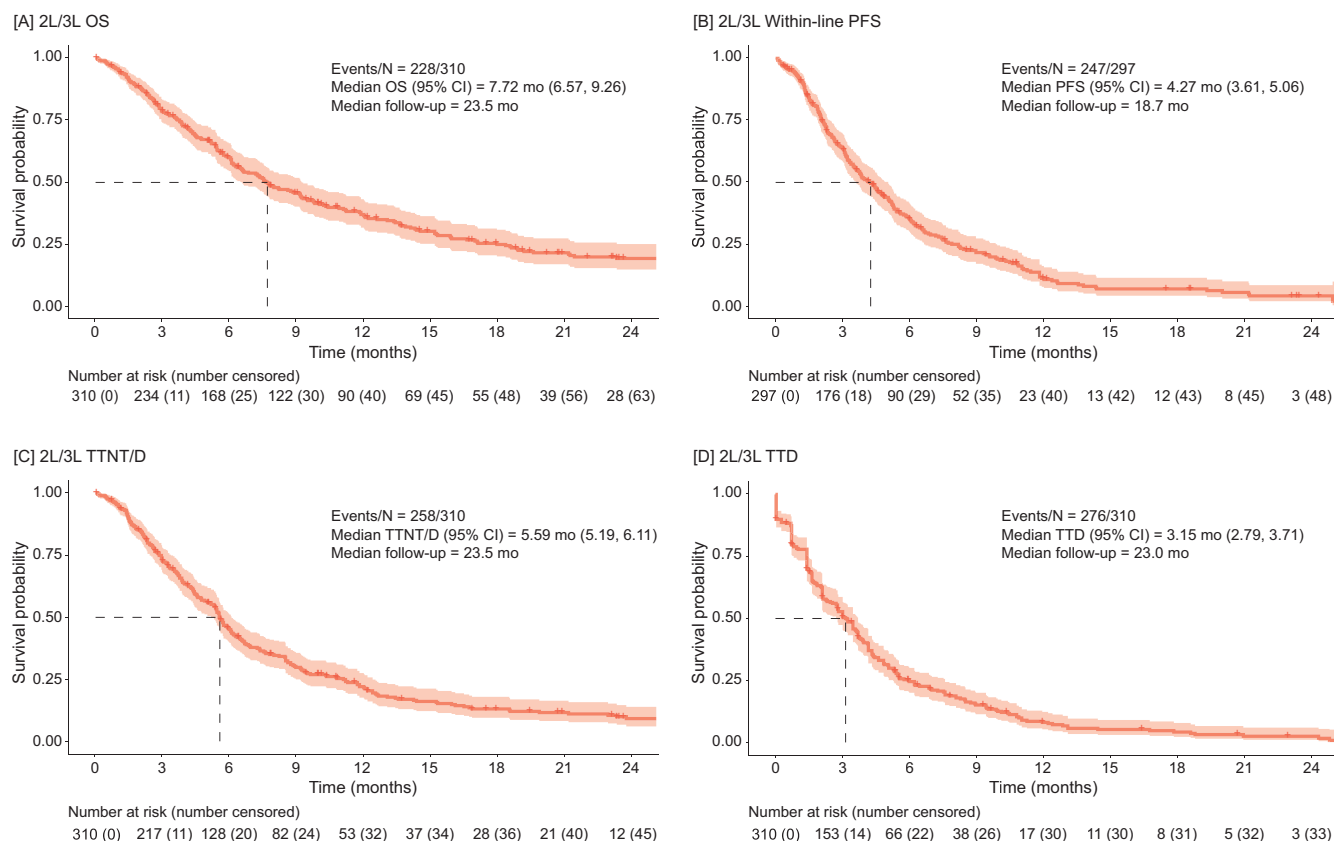 [A] 2L/3L OS
Events/N = 228/310
Median OS (95% CI) = 7.72 mo (6.57, 9.26)
Median follow-up = 23.5 mo
Survival probability
1.00
0.75
0.50
0.25
0.00
0 3 6 9 12 15 18 21 24
Time (months)
Number at risk (number censored)
310 (0) 234 (11) 168 (25) 122 (30) 90 (40) 69 (45) 55 (48) 39 (56) 28 (63)
[B] 2L/3L Within-line PFS
Events/N = 247/297
Median PFS (95% CI) = 4.27 mo (3.61, 5.06)
Median follow-up = 18.7 mo
Survival probability
1.00
0.75
0.50
0.25
0.00
0 3 6 9 12 15 18 21 24
Time (months)
Number at risk (number censored)
297 (0) 176 (18) 90 (29) 52 (35) 23 (40) 13 (42) 12 (43) 8 (45) 3 (48)
[C] 2L/3L TTNT/D
Events/N = 258/310
Median TTNT/D (95% CI) = 5.59 mo (5.19, 6.11)
Median follow-up = 23.5 mo
Survival probability
1.00
0.75
0.50
0.25
0.00
0 3 6 9 12 15 18 21 24
Time (months)
Number at risk (number censored)
310 (0) 217 (11) 128 (20) 82 (24) 53 (32) 37 (34) 28 (36) 21 (40) 12 (45)
[D] 2L/3L TTD
Events/N = 276/310
Median TTD (95% CI) = 3.15 mo (2.79, 3.71)
Median follow-up = 23.0 mo
Survival probability
1.00
0.75
0.50
0.25
0.00
0 3 6 9 12 15 18 21 24
Time (months)
Number at risk (number censored)
310 (0) 153 (14) 66 (22) 38 (26) 17 (30) 11 (30) 8 (31) 5 (32) 3 (33)